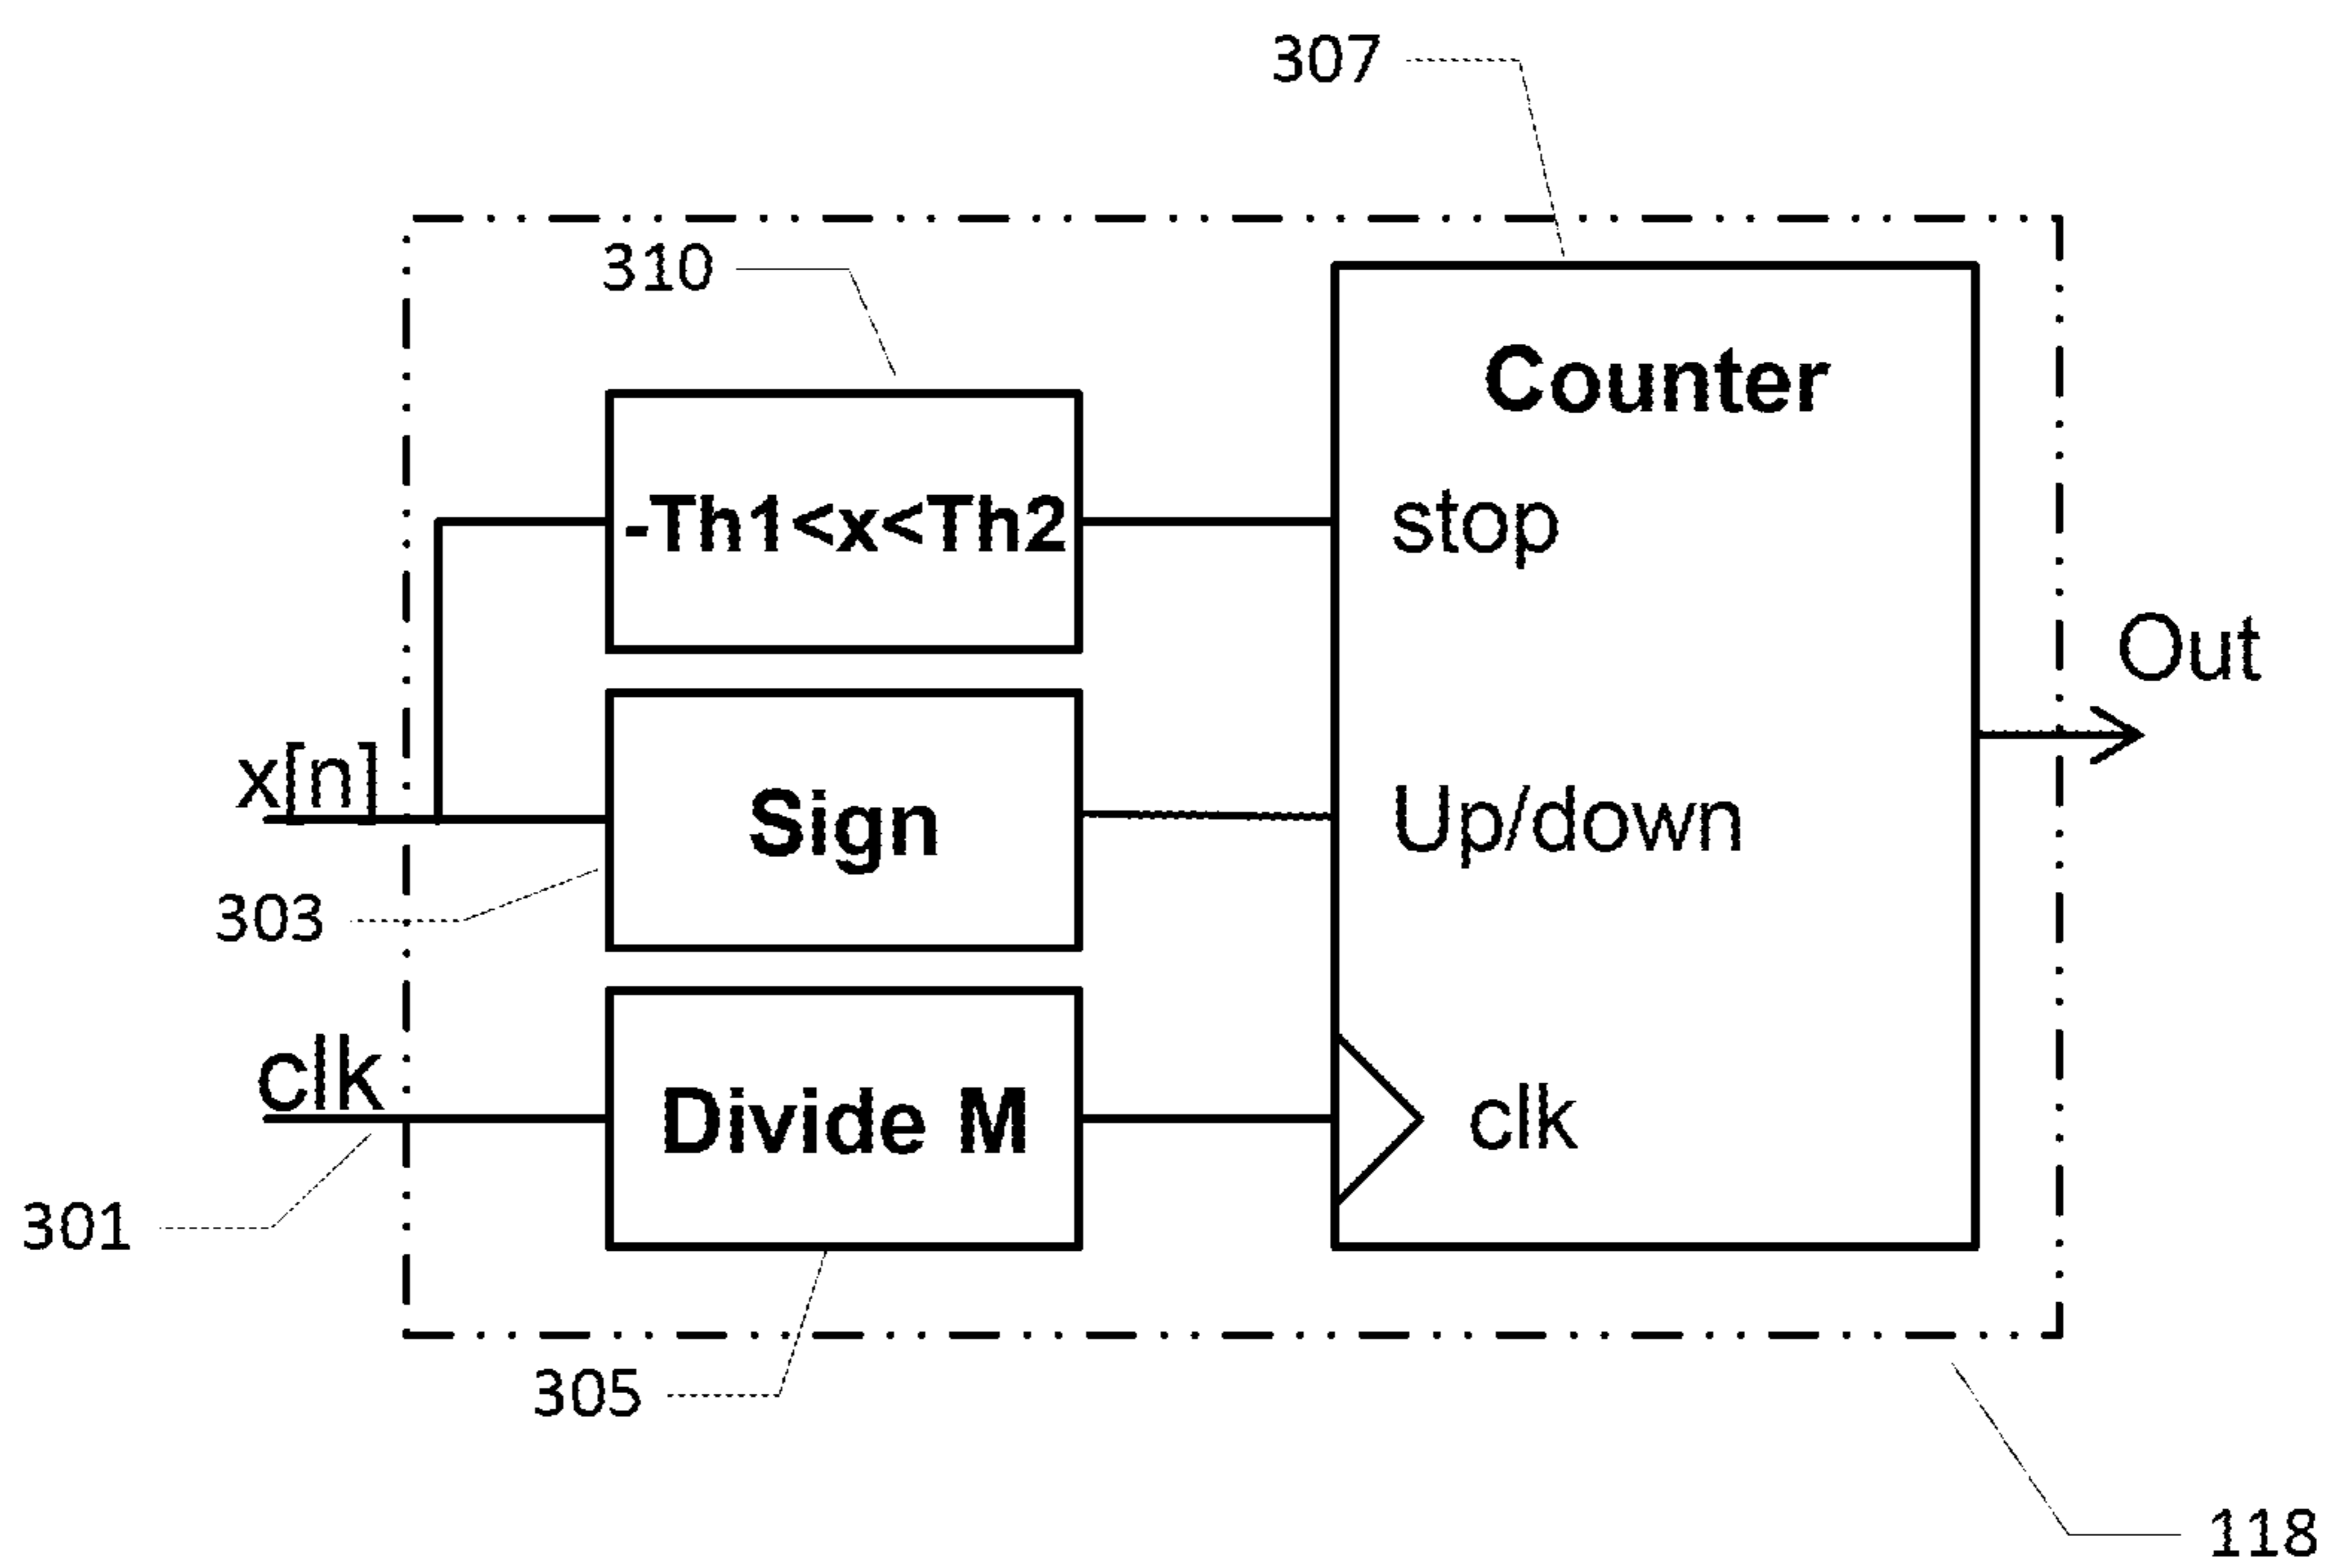 307
310
Counter
-Th1<x<Th2
stop
Out
x[n]
Sign
Up/down
303
clk
Divide M
clk
301
305
118